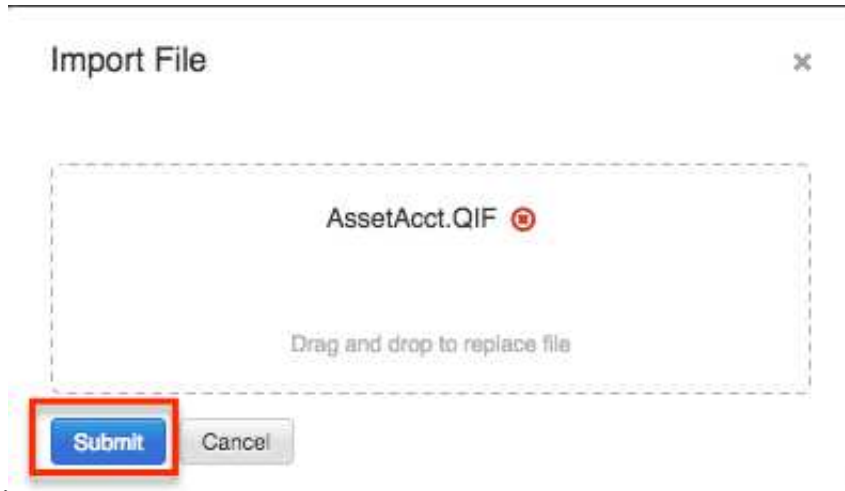 Import File
AssetAcct.QIF
Drag and drop to replace file
Submit Cancel